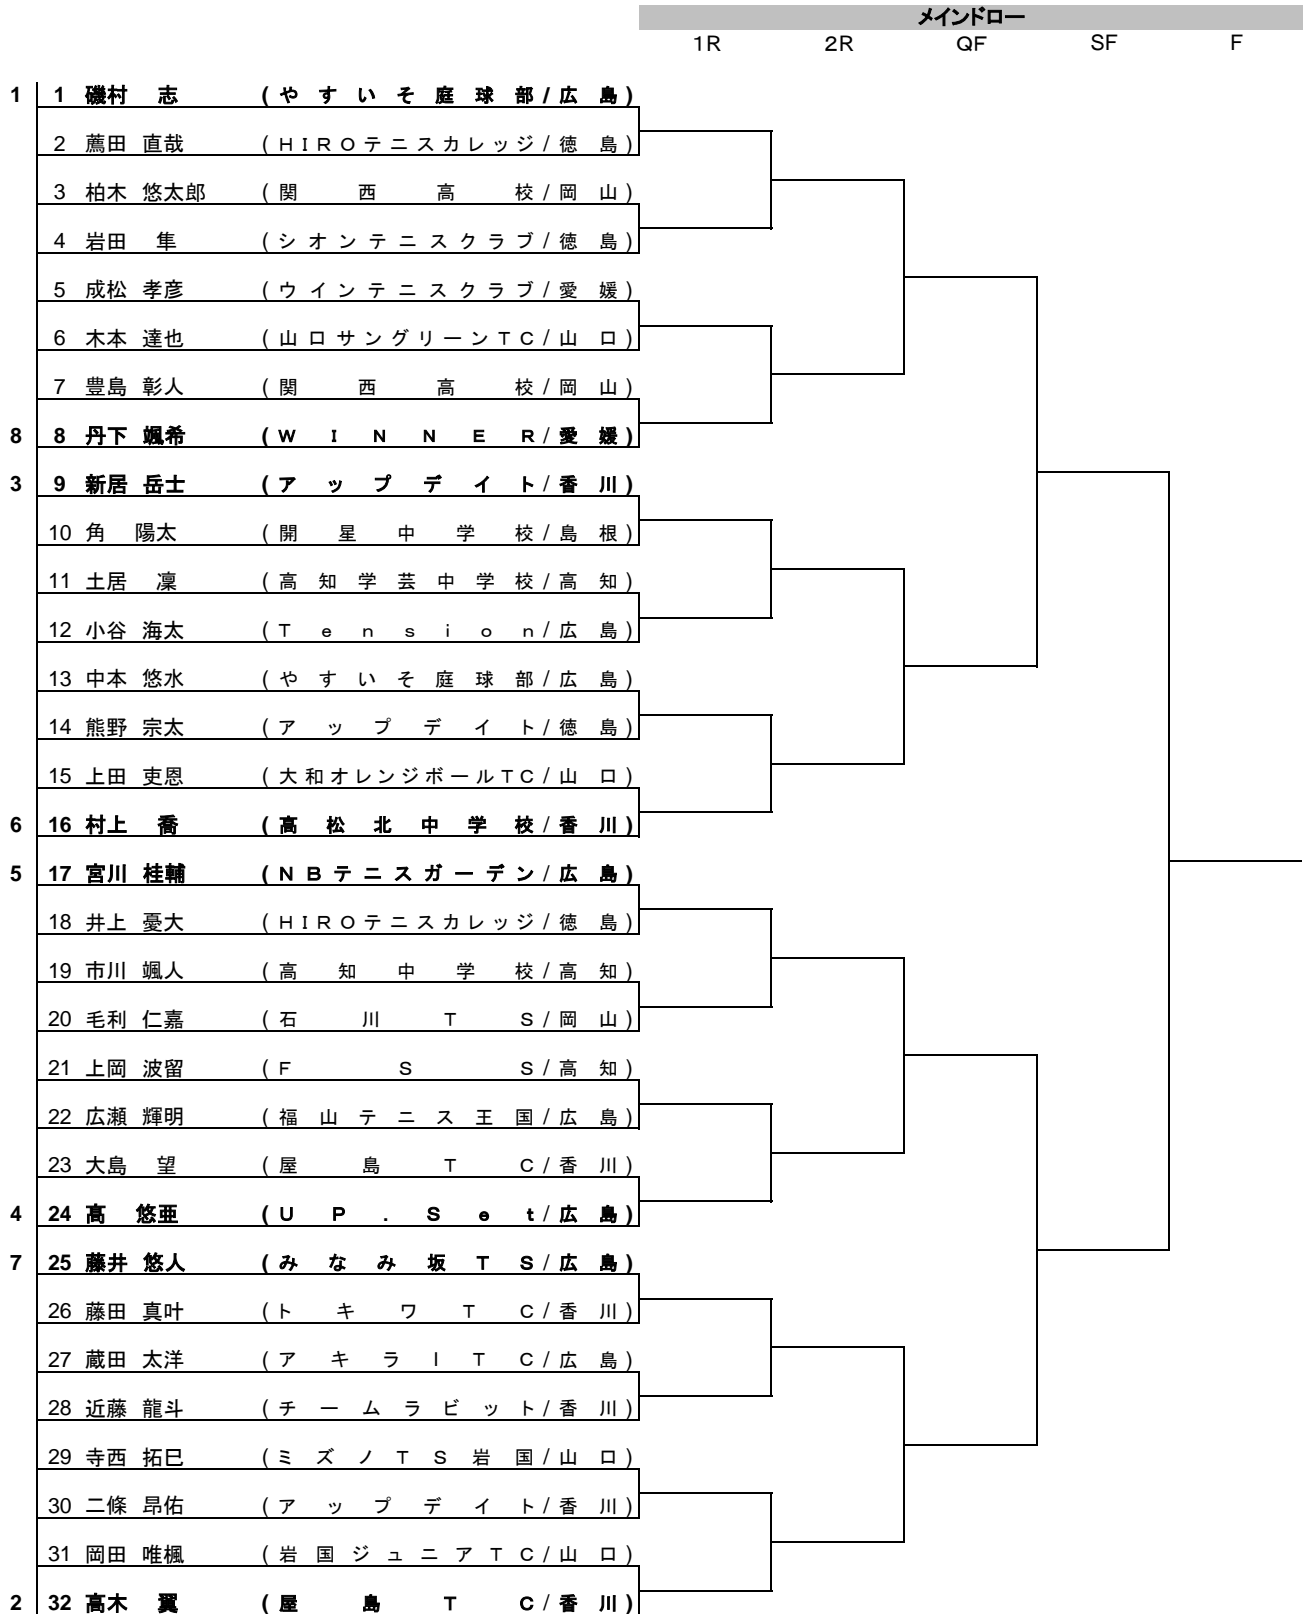 メインドロー
1R 2R QF SF F
1 1 磯村 志 (やすいそ庭球部/広島)
2 薦田 直哉 (HIROテニスカレッジ/徳島)
3 柏木 悠太郎 (関西高校/岡山)
4 岩田 隼 (シオンテニスクラブ/徳島)
5 成松 孝彦 (ウインテニスクラブ/愛媛)
6 木本 達也 (山口サングリーンTC/山口)
7 豊島 彰人 (関西高校/岡山)
8 8 丹下 颯希 (WINNER/愛媛)
3 9 新居 岳士 (アップデイト/香川)
10 角 陽太 (開星中学校/島根)
11 土居 凜 (高知学芸中学校/高知)
12 小谷 海太 (Tension/広島)
13 中本 悠水 (やすいそ庭球部/広島)
14 熊野 宗太 (アップデイト/徳島)
15 上田 吏恩 (大和オレンジボールTC/山口)
6 16 村上 喬 (高松北中学校/香川)
5 17 宮川 桂輔 (NBテニスガーデン/広島)
18 井上 憂大 (HIROテニスカレッジ/徳島)
19 市川 颯人 (高知中学校/高知)
20 毛利 仁嘉 (石川TS/岡山)
21 上岡 波留 (FSS/高知)
22 広瀬 輝明 (福山テニス王国/広島)
23 大島 望 (屋島TC/香川)
4 24 高 悠亜 (UP.Set/広島)
7 25 藤井 悠人 (みなみ坂TS/広島)
26 藤田 真叶 (トキワTC/香川)
27 蔵田 太洋 (アキラITC/広島)
28 近藤 龍斗 (チームラビット/香川)
29 寺西 拓巳 (ミズノTS岩国/山口)
30 二條 昂佑 (アップデイト/香川)
31 岡田 唯楓 (岩国ジュニアTC/山口)
2 32 高木 翼 (屋島TC/香川)